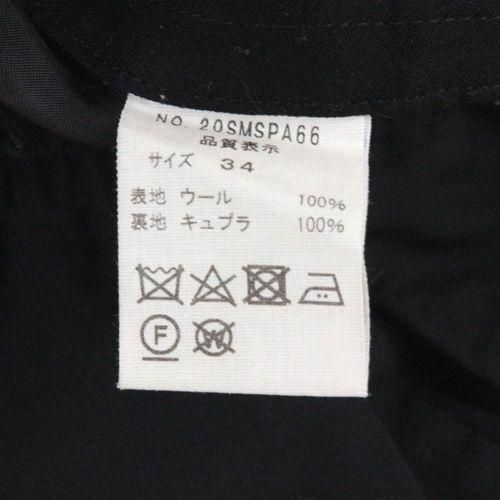 NO. 20SMSPA66
品質表示
サイズ 34
表地 ウール 100%
裏地 キュプラ 100%
F W